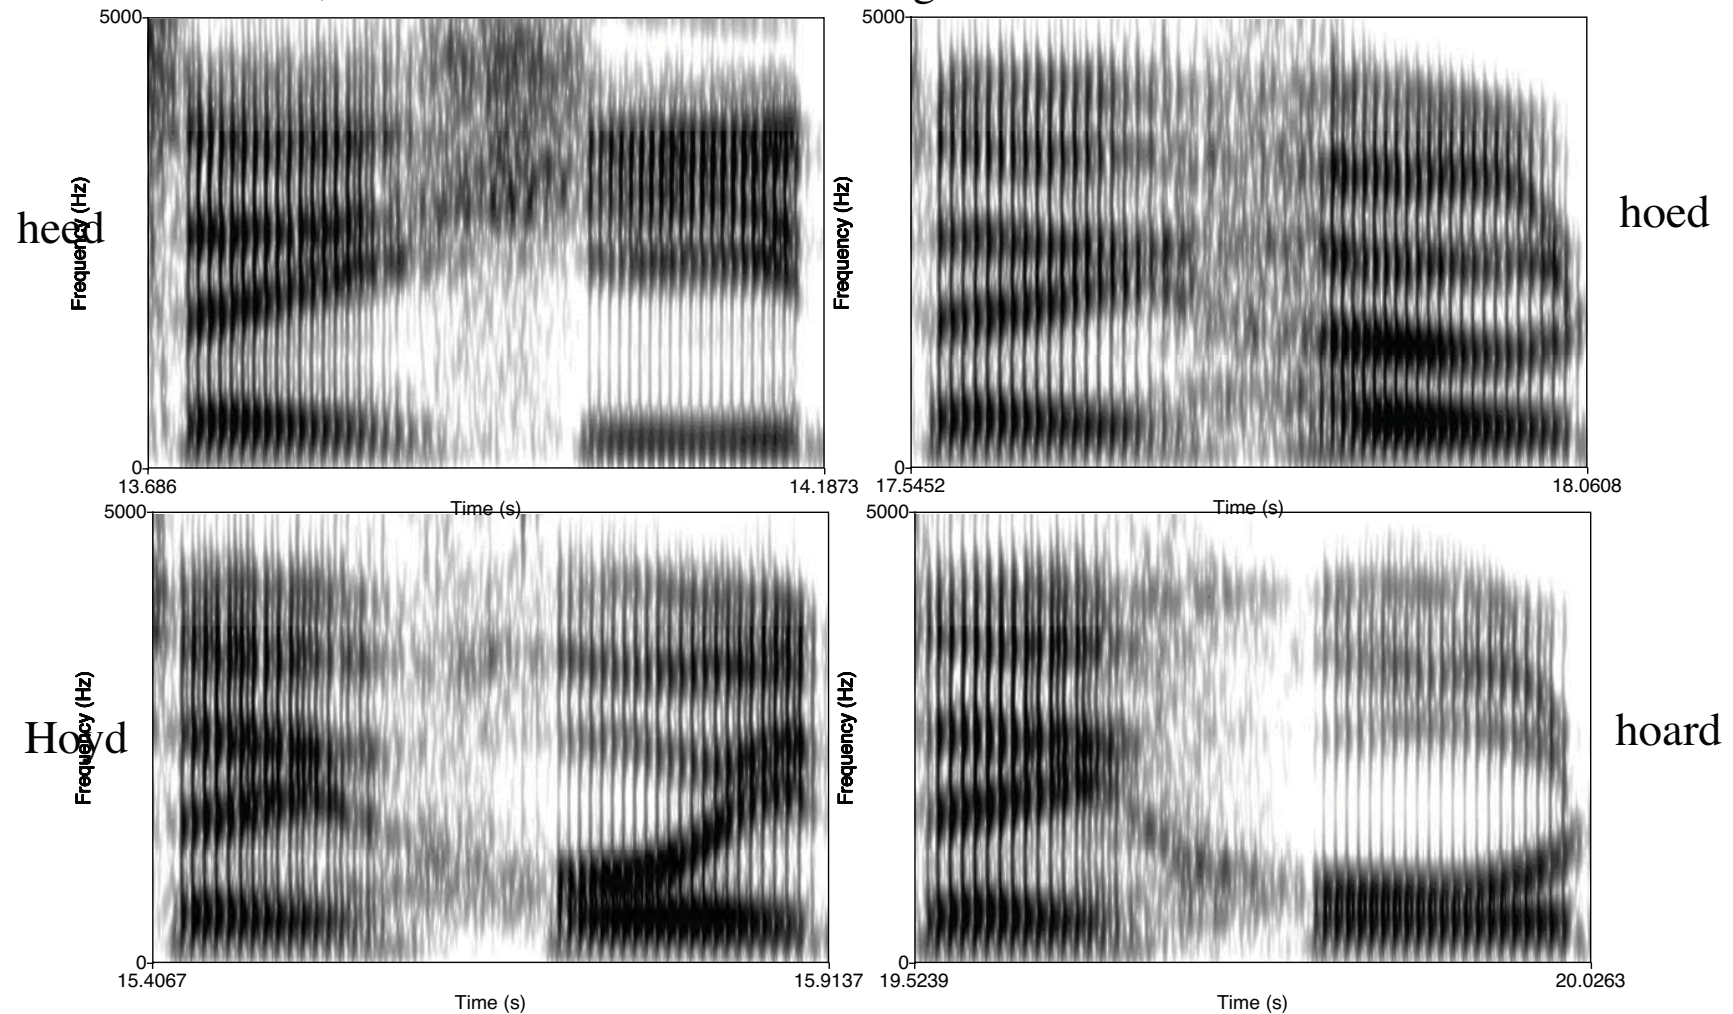 5000
Frequency (Hz)
heed
0
13.686
14.1873
Time (s)
5000
Frequency (Hz)
hoed
0
17.5452
18.0608
Time (s)
5000
Frequency (Hz)
Hoyd
0
15.4067
15.9137
Time (s)
5000
Frequency (Hz)
hoard
0
19.5239
20.0263
Time (s)